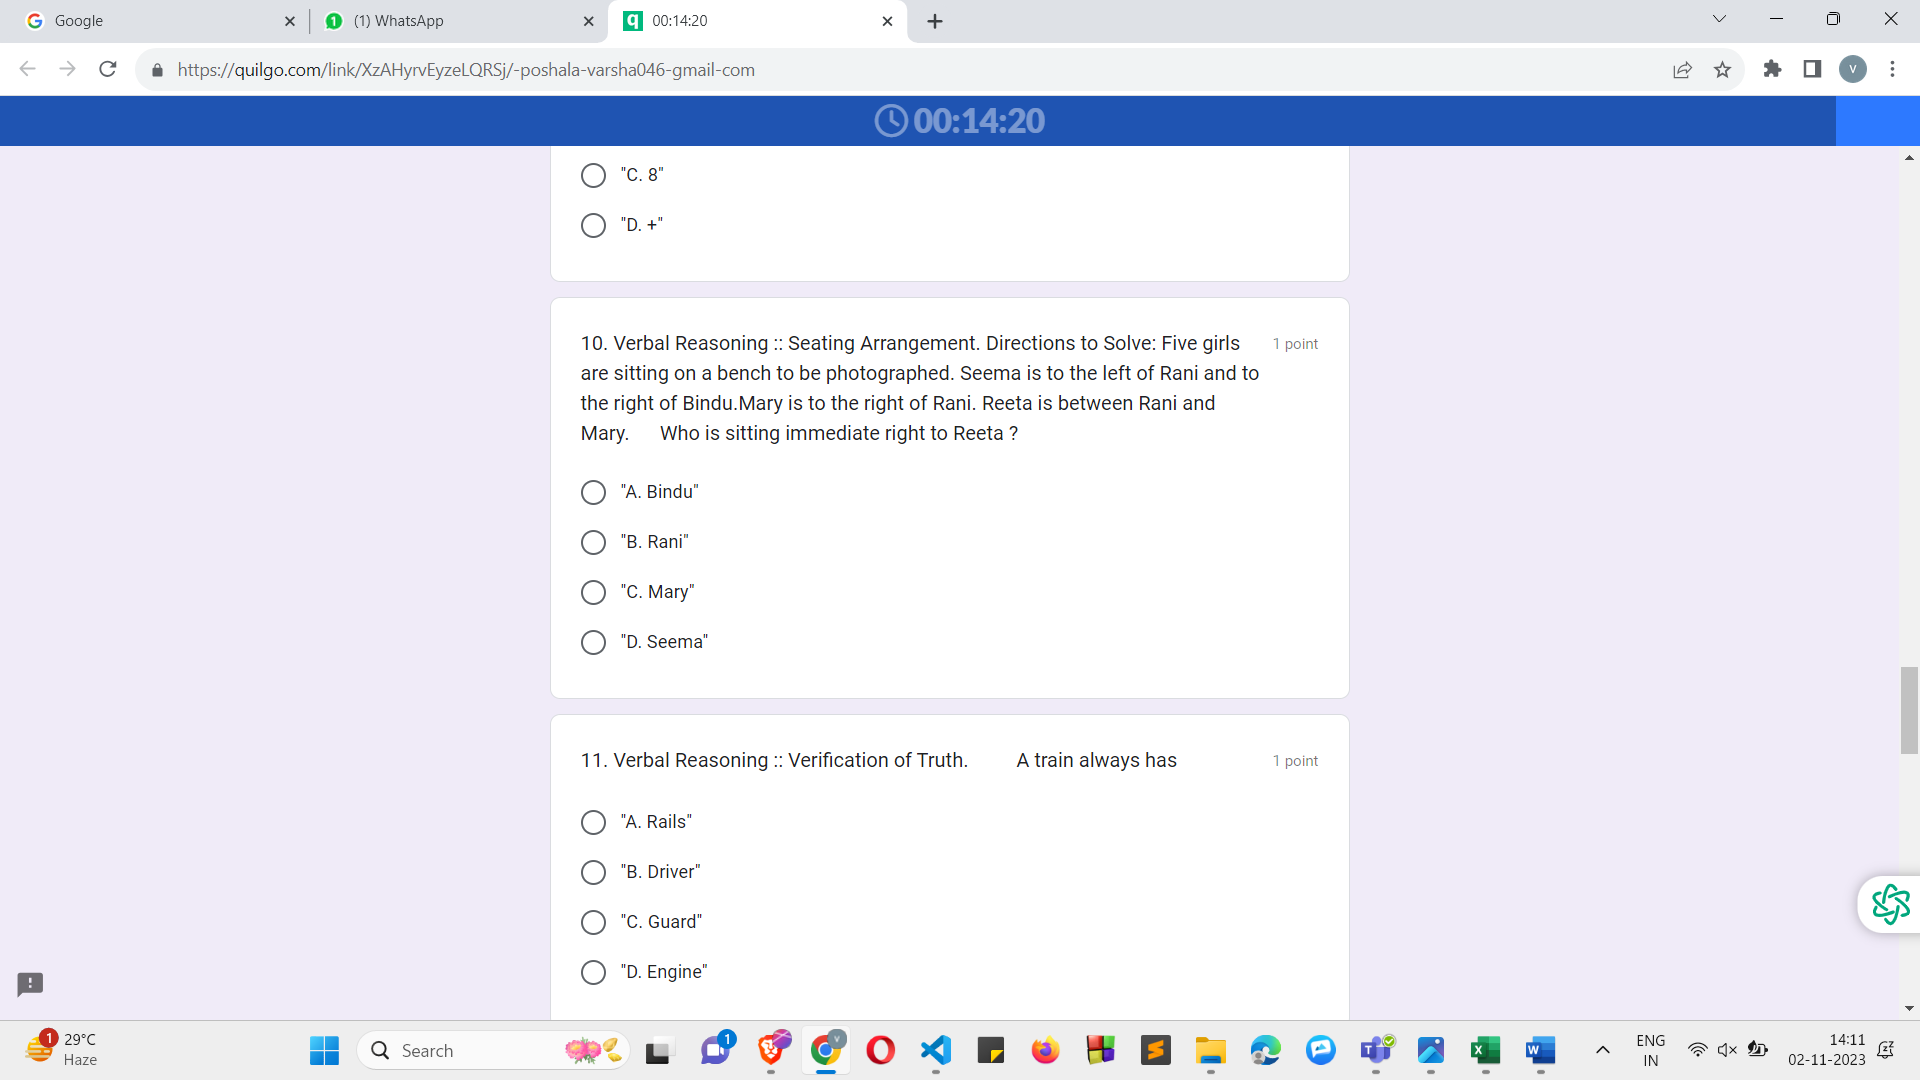 Google
(1) WhatsApp
00:14:20
https://quilgo.com/link/XzAHyrvEyzeLQRSj/-poshala-varsha046-gmail-com
V
00:14:20
"C. 8"
"D. +"
10. Verbal Reasoning :: Seating Arrangement. Directions to Solve: Five girls
1 point
are sitting on a bench to be photographed. Seema is to the left of Rani and to
the right of Bindu.Mary is to the right of Rani. Reeta is between Rani and
Mary. Who is sitting immediate right to Reeta ?
"A. Bindu"
"B. Rani"
"C. Mary"
"D. Seema"
11. Verbal Reasoning :: Verification of Truth. A train always has
1 point
"A. Rails"
"B. Driver"
"C. Guard"
"D. Engine"
1
29°C
Haze
Search
1
ENG
IN
14:11
02-11-2023